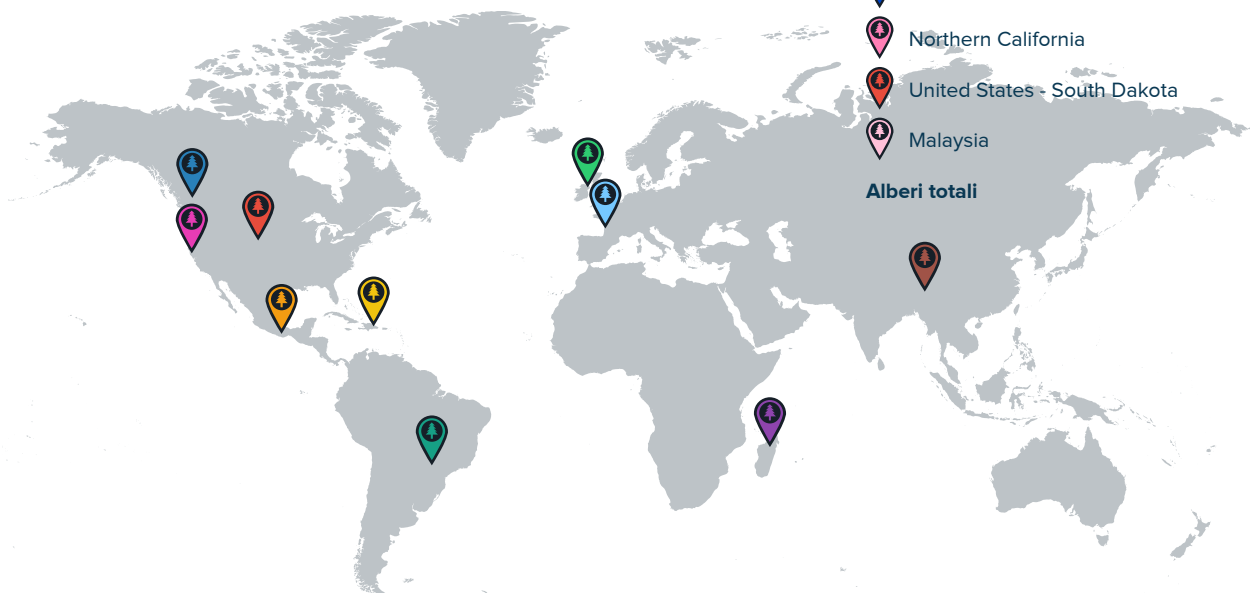 Northern California
United States - South Dakota
Malaysia
Alberi totali